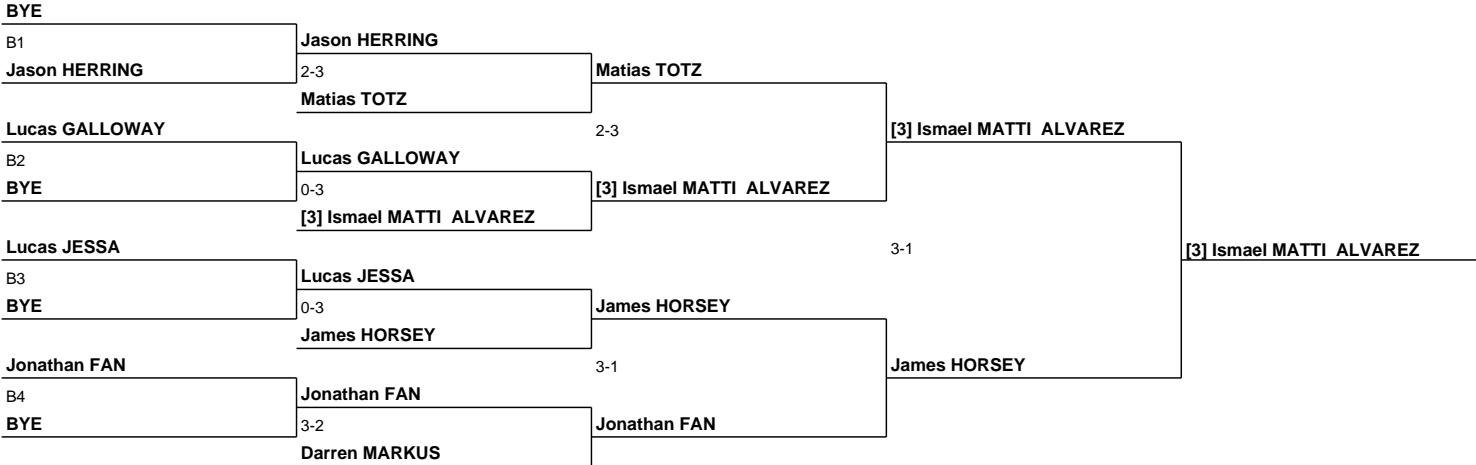 BYE
B1
Jason HERRING
Jason HERRING
2-3
Matias TOTZ
Matias TOTZ
Lucas GALLOWAY
2-3
[3] Ismael MATTI  ALVAREZ
B2
Lucas GALLOWAY
BYE
0-3
[3] Ismael MATTI  ALVAREZ
[3] Ismael MATTI  ALVAREZ
Lucas JESSA
3-1
[3] Ismael MATTI  ALVAREZ
B3
Lucas JESSA
BYE
0-3
James HORSEY
James HORSEY
Jonathan FAN
3-1
James HORSEY
B4
Jonathan FAN
BYE
3-2
Jonathan FAN
Darren MARKUS